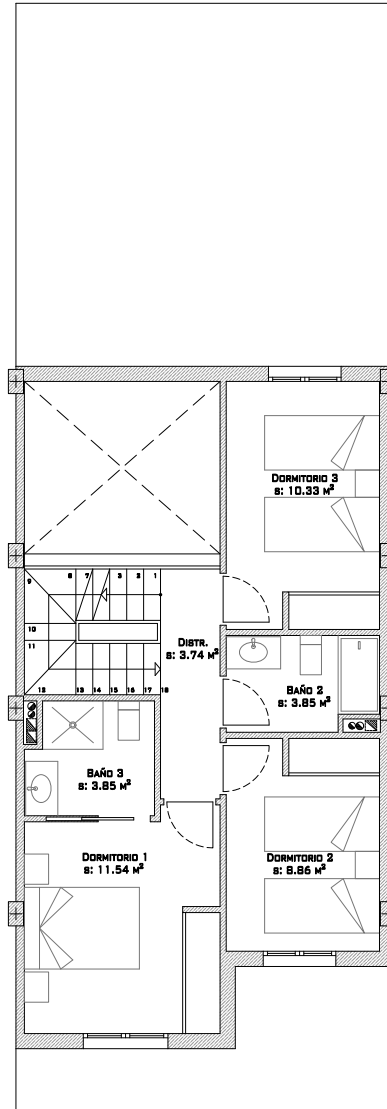 Dormitorio 3
s: 10.33 m²
9
8
7
3
2
1
10
11
Distr.
s: 3.74 m²
12
13
14
15
16
17
18
Baño 2
s: 3.85 m²
Baño 3
s: 3.85 m²
Dormitorio 1
s: 11.54 m²
Dormitorio 2
s: 8.86 m²